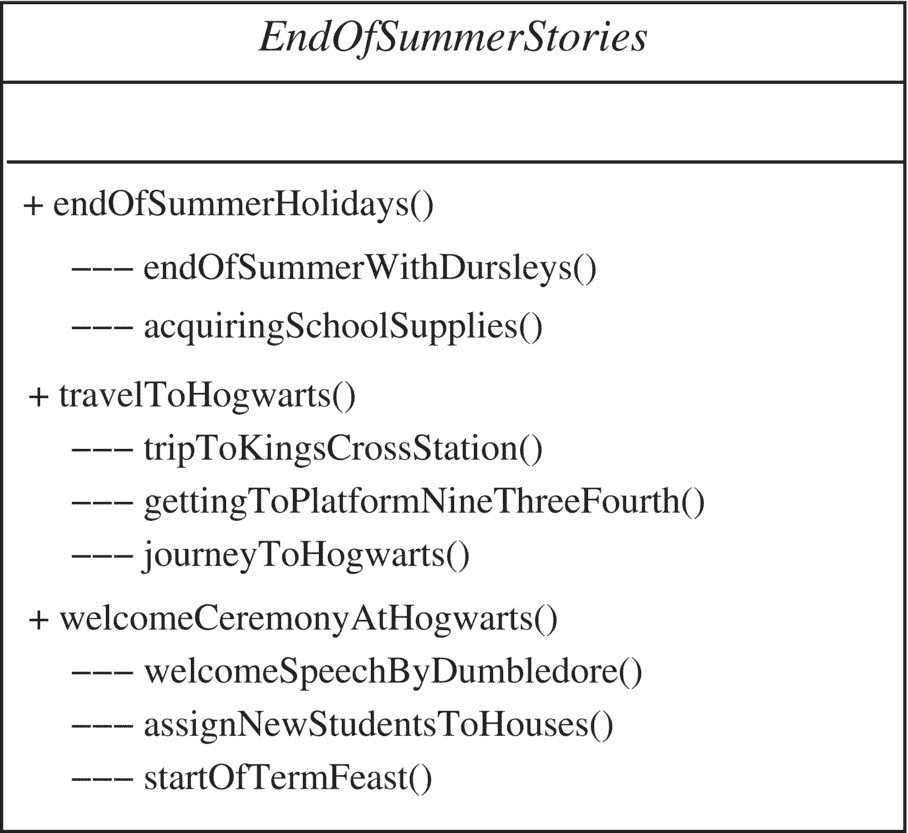 EndOfSummerStories
+ endOfSummerHolidays()
––– endOfSummerWithDursleys()
––– acquiringSchoolSupplies()
+ travelToHogwarts()
––– tripToKingsCrossStation()
––– gettingToPlatformNineThreeFourth()
––– journeyToHogwarts()
+ welcomeCeremonyAtHogwarts()
––– welcomeSpeechByDumbledore()
––– assignNewStudentsToHouses()
––– startOfTermFeast()